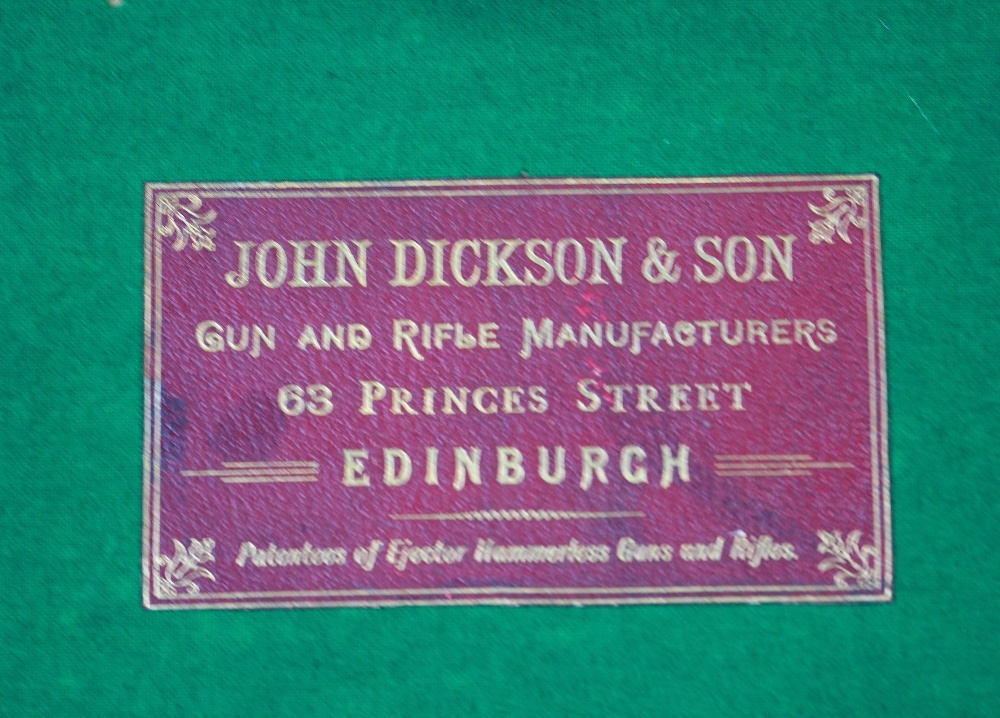 JOHN DICKSON & SON
GUN AND RIFLE MANUFACTURERS
63 PRINCES STREET
EDINBURGH
Patentees of Ejector Hammerless Guns and Rifles.